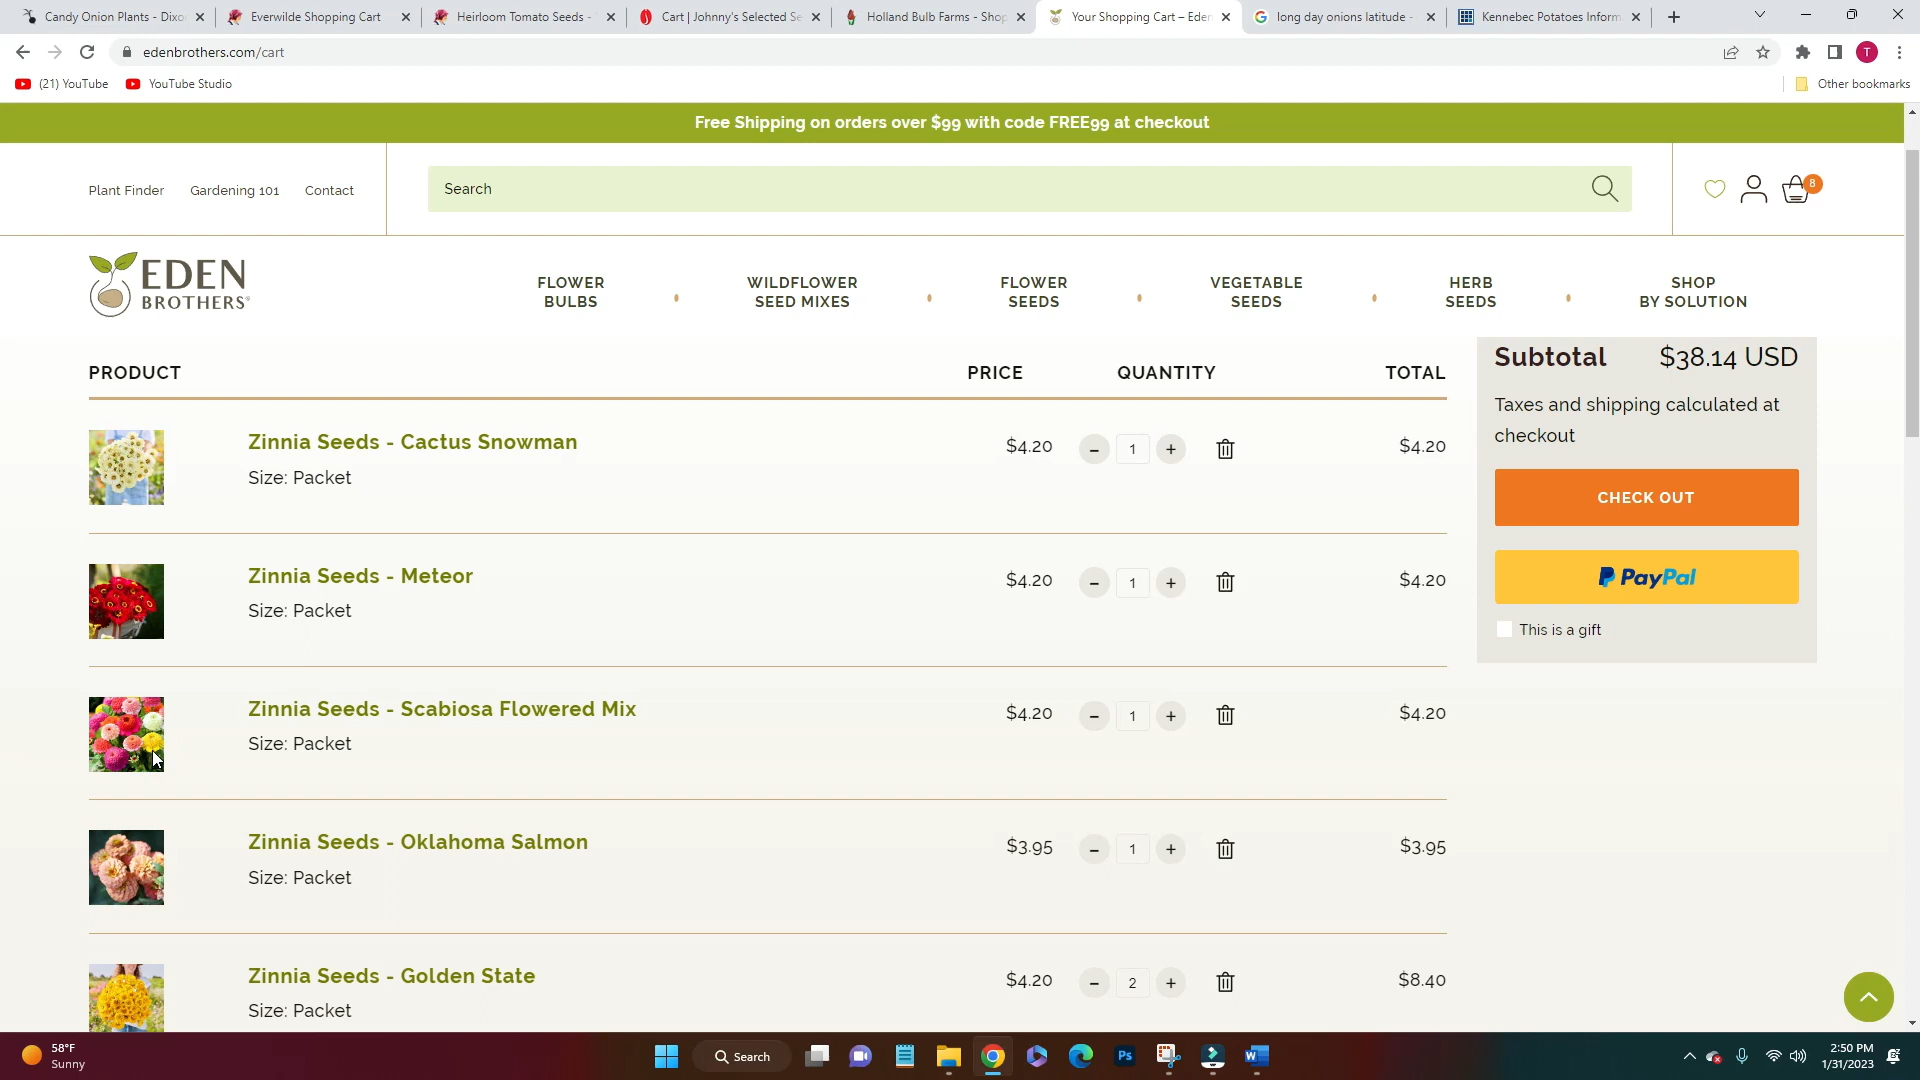 Candy Onion Plants - Dixo
Everwilde Shopping Cart
Heirloom Tomato Seeds -
Cart | Johnny's Selected Se
Holland Bulb Farms - Shop
Your Shopping Cart – Eden
long day onions latitude -
Kennebec Potatoes Inform
edenbrothers.com/cart
T
(21) YouTube
YouTube Studio
Other bookmarks
Free Shipping on orders over $99 with code FREE99 at checkout
Plant Finder
Gardening 101
Contact
Search
8
EDEN
BROTHERS
FLOWER
BULBS
WILDFLOWER
SEED MIXES
FLOWER
SEEDS
VEGETABLE
SEEDS
HERB
SEEDS
SHOP
BY SOLUTION
PRODUCT PRICE QUANTITY TOTAL
Zinnia Seeds - Cactus Snowman
Size: Packet
$4.20 - 1 + $4.20
Zinnia Seeds - Meteor
Size: Packet
$4.20 - 1 + $4.20
Zinnia Seeds - Scabiosa Flowered Mix
Size: Packet
$4.20 - 1 + $4.20
Zinnia Seeds - Oklahoma Salmon
Size: Packet
$3.95 - 1 + $3.95
Zinnia Seeds - Golden State
Size: Packet
$4.20 - 2 + $8.40
Subtotal $38.14 USD
Taxes and shipping calculated at
checkout
CHECK OUT
PayPal
This is a gift
58°F
Sunny
Search
Ps
2:50 PM
1/31/2023